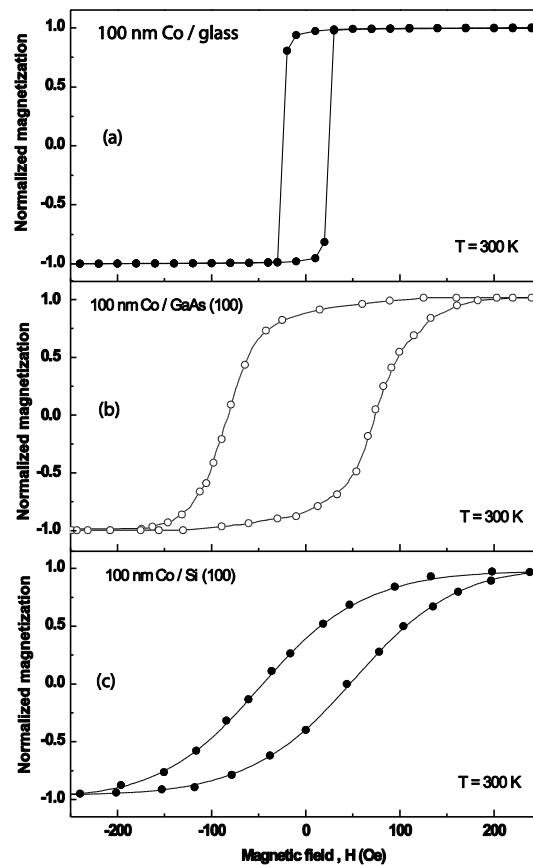 100 nm Co / glass
1.0
0.5
0.0
-0.5
-1.0
Normalized magnetization
(a)
T = 300 K
100 nm Co / GaAs (100)
1.0
0.5
0.0
-0.5
-1.0
Normalized magnetization
(b)
T = 300 K
100 nm Co / Si (100)
1.0
0.5
0.0
-0.5
-1.0
Normalized magnetization
(c)
T = 300 K
-200 -100 0 100 200
Magnetic field , H (Oe)